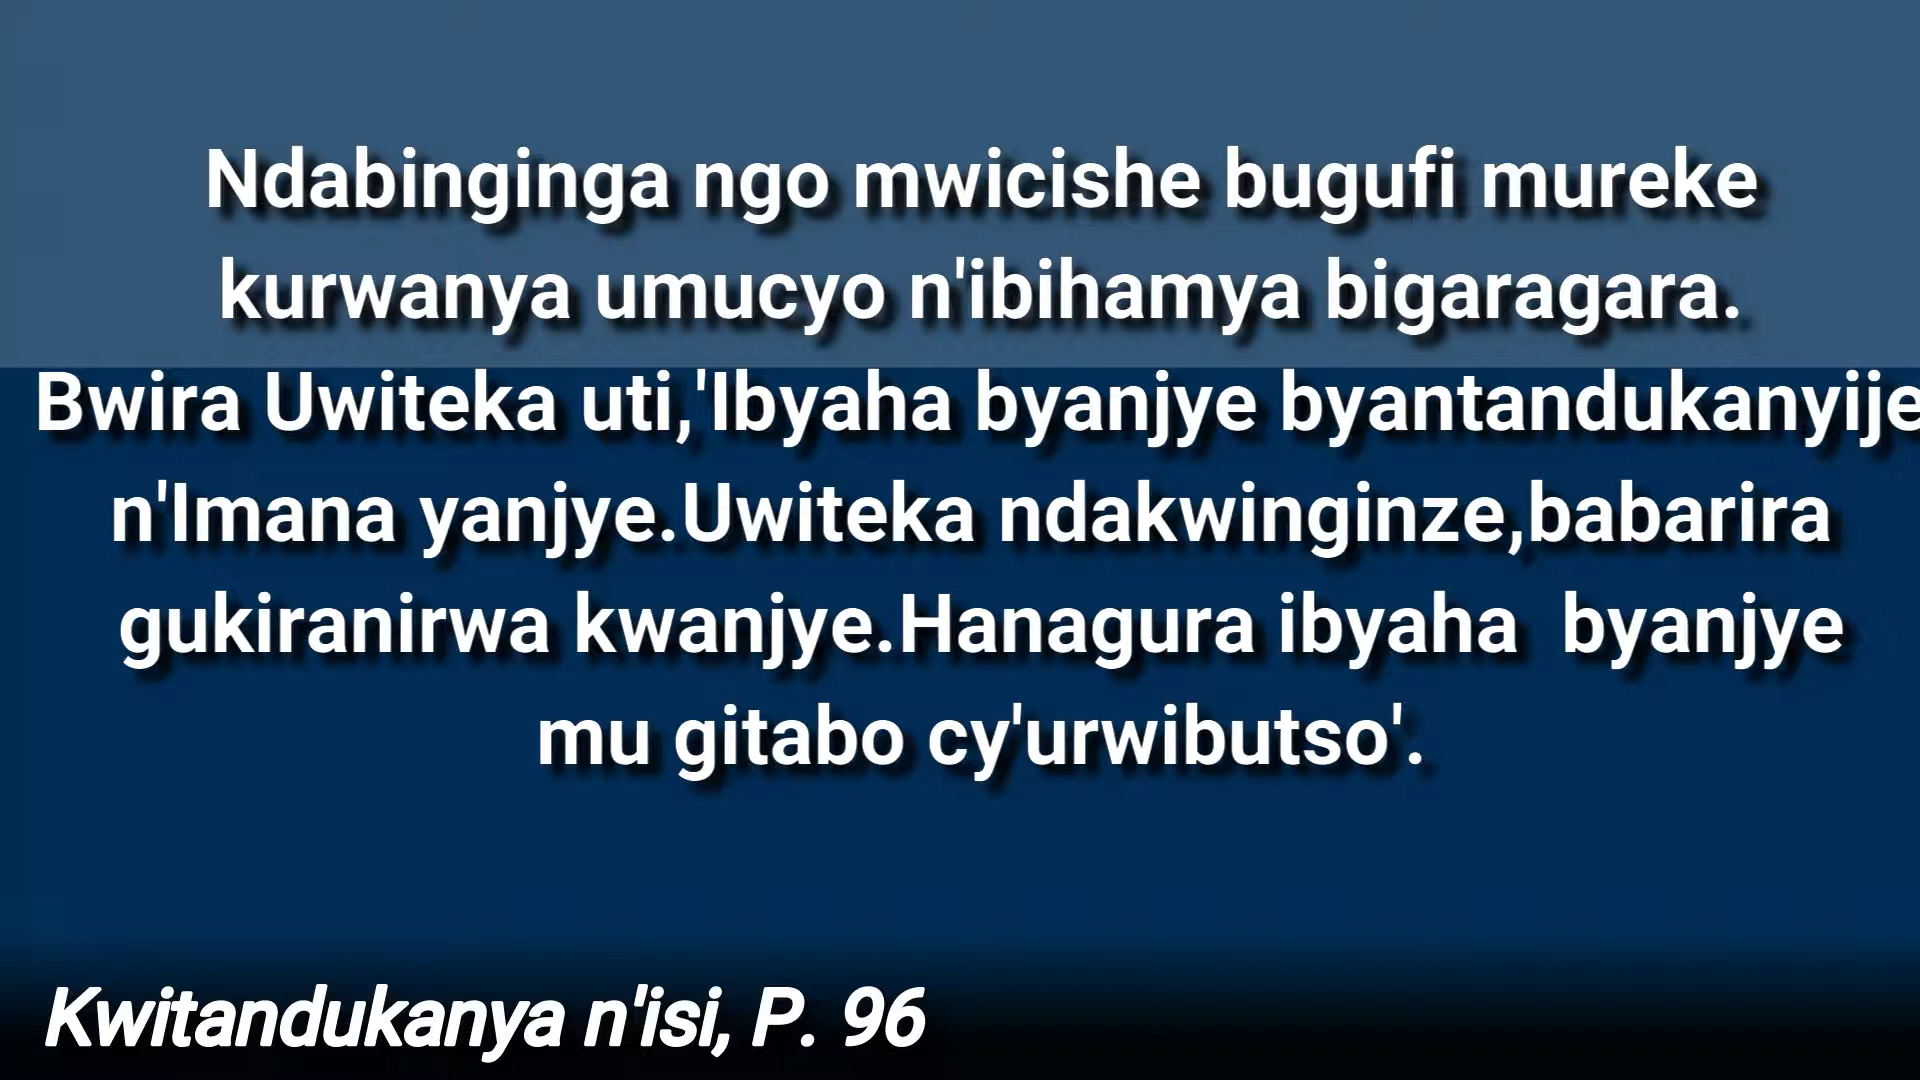 Ndabinginga ngo mwicishe bugufi mureke
kurwanya umucyo n'ibihamya bigaragara.
Bwira Uwiteka uti,'Ibyaha byanjye byantandukanyije
n'Imana yanjye.Uwiteka ndakwinginze,babarira
gukiranirwa kwanjye.Hanagura ibyaha  byanjye
mu gitabo cy'urwibutso'.
Kwitandukanya n'isi, P. 96